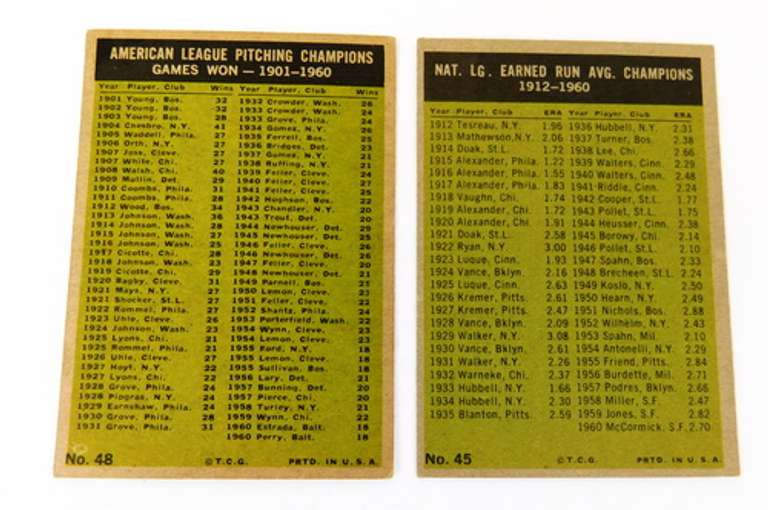 AMERICAN LEAGUE PITCHING CHAMPIONS
GAMES WON — 1901-1960
Year Player, Club Wins
1901 Young, Bos. 32
1902 Young, Bos. 32
1903 Young, Bos. 28
1904 Chesbro, N.Y. 41
1905 Waddell, Phila. 27
1906 Orth, N.Y. 27
1907 Joss, Cleve. 27
1907 White, Chi. 27
1908 Walsh, Chi. 40
1909 Mullin, Det. 29
1910 Coombs, Phila. 31
1911 Coombs, Phila. 28
1912 Wood, Bos. 34
1913 Johnson, Wash. 36
1914 Johnson, Wash. 28
1915 Johnson, Wash. 27
1916 Johnson, Wash. 25
1917 Cicotte, Chi. 28
1918 Johnson, Wash. 23
1919 Cicotte, Chi. 29
1920 Bagby, Cleve. 31
1921 Mays, N.Y. 27
1921 Shocker, St.L. 27
1922 Rommel, Phila. 27
1923 Uhle, Cleve. 26
1924 Johnson, Wash. 23
1925 Lyons, Chi. 21
1925 Rommel, Phila. 21
1926 Uhle, Cleve. 27
1927 Hoyt, N.Y. 22
1927 Lyons, Chi. 22
1928 Grove, Phila. 24
1928 Pipgras, N.Y. 24
1929 Earnshaw, Phila. 24
1930 Grove, Phila. 28
1931 Grove, Phila. 31
Year Player, Club Wins
1932 Crowder, Wash. 26
1933 Crowder, Wash. 24
1933 Grove, Phila. 24
1934 Gomez, N.Y. 26
1935 Ferrell, Bos. 25
1936 Bridges, Det. 23
1937 Gomez, N.Y. 21
1938 Ruffing, N.Y. 21
1939 Feller, Cleve. 24
1940 Feller, Cleve. 27
1941 Feller, Cleve. 25
1942 Hughson, Bos. 22
1943 Chandler, N.Y. 20
1943 Trout, Det. 20
1944 Newhouser, Det. 29
1945 Newhouser, Det. 25
1946 Feller, Cleve. 26
1946 Newhouser, Det. 26
1947 Feller, Cleve. 20
1948 Newhouser, Det. 21
1949 Parnell, Bos. 25
1950 Lemon, Cleve. 23
1951 Feller, Cleve. 22
1952 Shantz, Phila. 24
1953 Porterfield, Wash. 22
1954 Wynn, Cleve. 23
1954 Lemon, Cleve. 23
1955 Ford, N.Y. 18
1955 Lemon, Cleve. 18
1955 Sullivan, Bos. 18
1956 Lary, Det. 21
1957 Bunning, Det. 20
1957 Pierce, Chi. 20
1958 Turley, N.Y. 21
1959 Wynn, Chi. 22
1960 Estrada, Balt. 18
1960 Perry, Balt. 18
No. 48 ©T.C.G. PRTD. IN U.S.A.
NAT. LG. EARNED RUN AVG. CHAMPIONS
1912-1960
Year Player, Club ERA
1912 Tesreau, N.Y. 1.96
1913 Mathewson, N.Y. 2.06
1914 Doak, St.L. 1.72
1915 Alexander, Phila. 1.22
1916 Alexander, Phila. 1.55
1917 Alexander, Phila. 1.83
1918 Vaughn, Chi. 1.74
1919 Alexander, Chi. 1.72
1920 Alexander, Chi. 1.91
1921 Doak, St.L. 2.58
1922 Ryan, N.Y. 3.00
1923 Luque, Cinn. 1.93
1924 Vance, Bklyn. 2.16
1925 Luque, Cinn. 2.63
1926 Kremer, Pitts. 2.61
1927 Kremer, Pitts. 2.47
1928 Vance, Bklyn. 2.09
1929 Walker, N.Y. 3.08
1930 Vance, Bklyn. 2.61
1931 Walker, N.Y. 2.26
1932 Warneke, Chi. 2.37
1933 Hubbell, N.Y. 1.66
1934 Hubbell, N.Y. 2.30
1935 Blanton, Pitts. 2.59
Year Player, Club ERA
1936 Hubbell, N.Y. 2.31
1937 Turner, Bos. 2.38
1938 Lee, Chi. 2.66
1939 Walters, Cinn. 2.29
1940 Walters, Cinn. 2.48
1941 Riddle, Cinn. 2.24
1942 Cooper, St.L. 1.77
1943 Pollet, St.L. 1.75
1944 Heusser, Cinn. 2.38
1945 Borowy, Chi. 2.14
1946 Pollet, St.L. 2.10
1947 Spahn, Bos. 2.33
1948 Brecheen, St.L. 2.24
1949 Koslo, N.Y. 2.50
1950 Hearn, N.Y. 2.49
1951 Nichols, Bos. 2.88
1952 Wilhelm, N.Y. 2.43
1953 Spahn, Mil. 2.10
1954 Antonelli, N.Y. 2.29
1955 Friend, Pitts. 2.84
1956 Burdette, Mil. 2.71
1957 Podres, Bklyn. 2.66
1958 Miller, S.F. 2.47
1959 Jones, S.F. 2.82
1960 McCormick, S.F. 2.70
No. 45 ©T.C.G. PRTD. IN U.S.A.